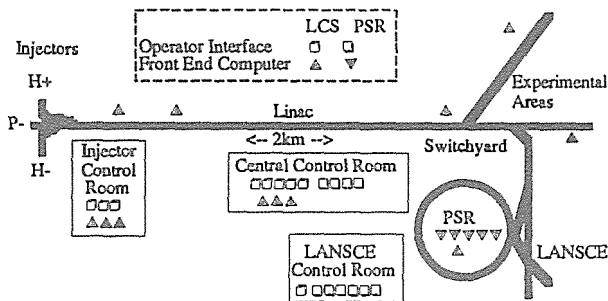 LCS PSR
Operator Interface
Front End Computer
Injectors
H+
P-
H-
Linac
<-- 2km -->
Experimental
Areas
Switchyard
Injector
Control
Room
Central Control Room
PSR
LANSCE
Control Room
LANSCE